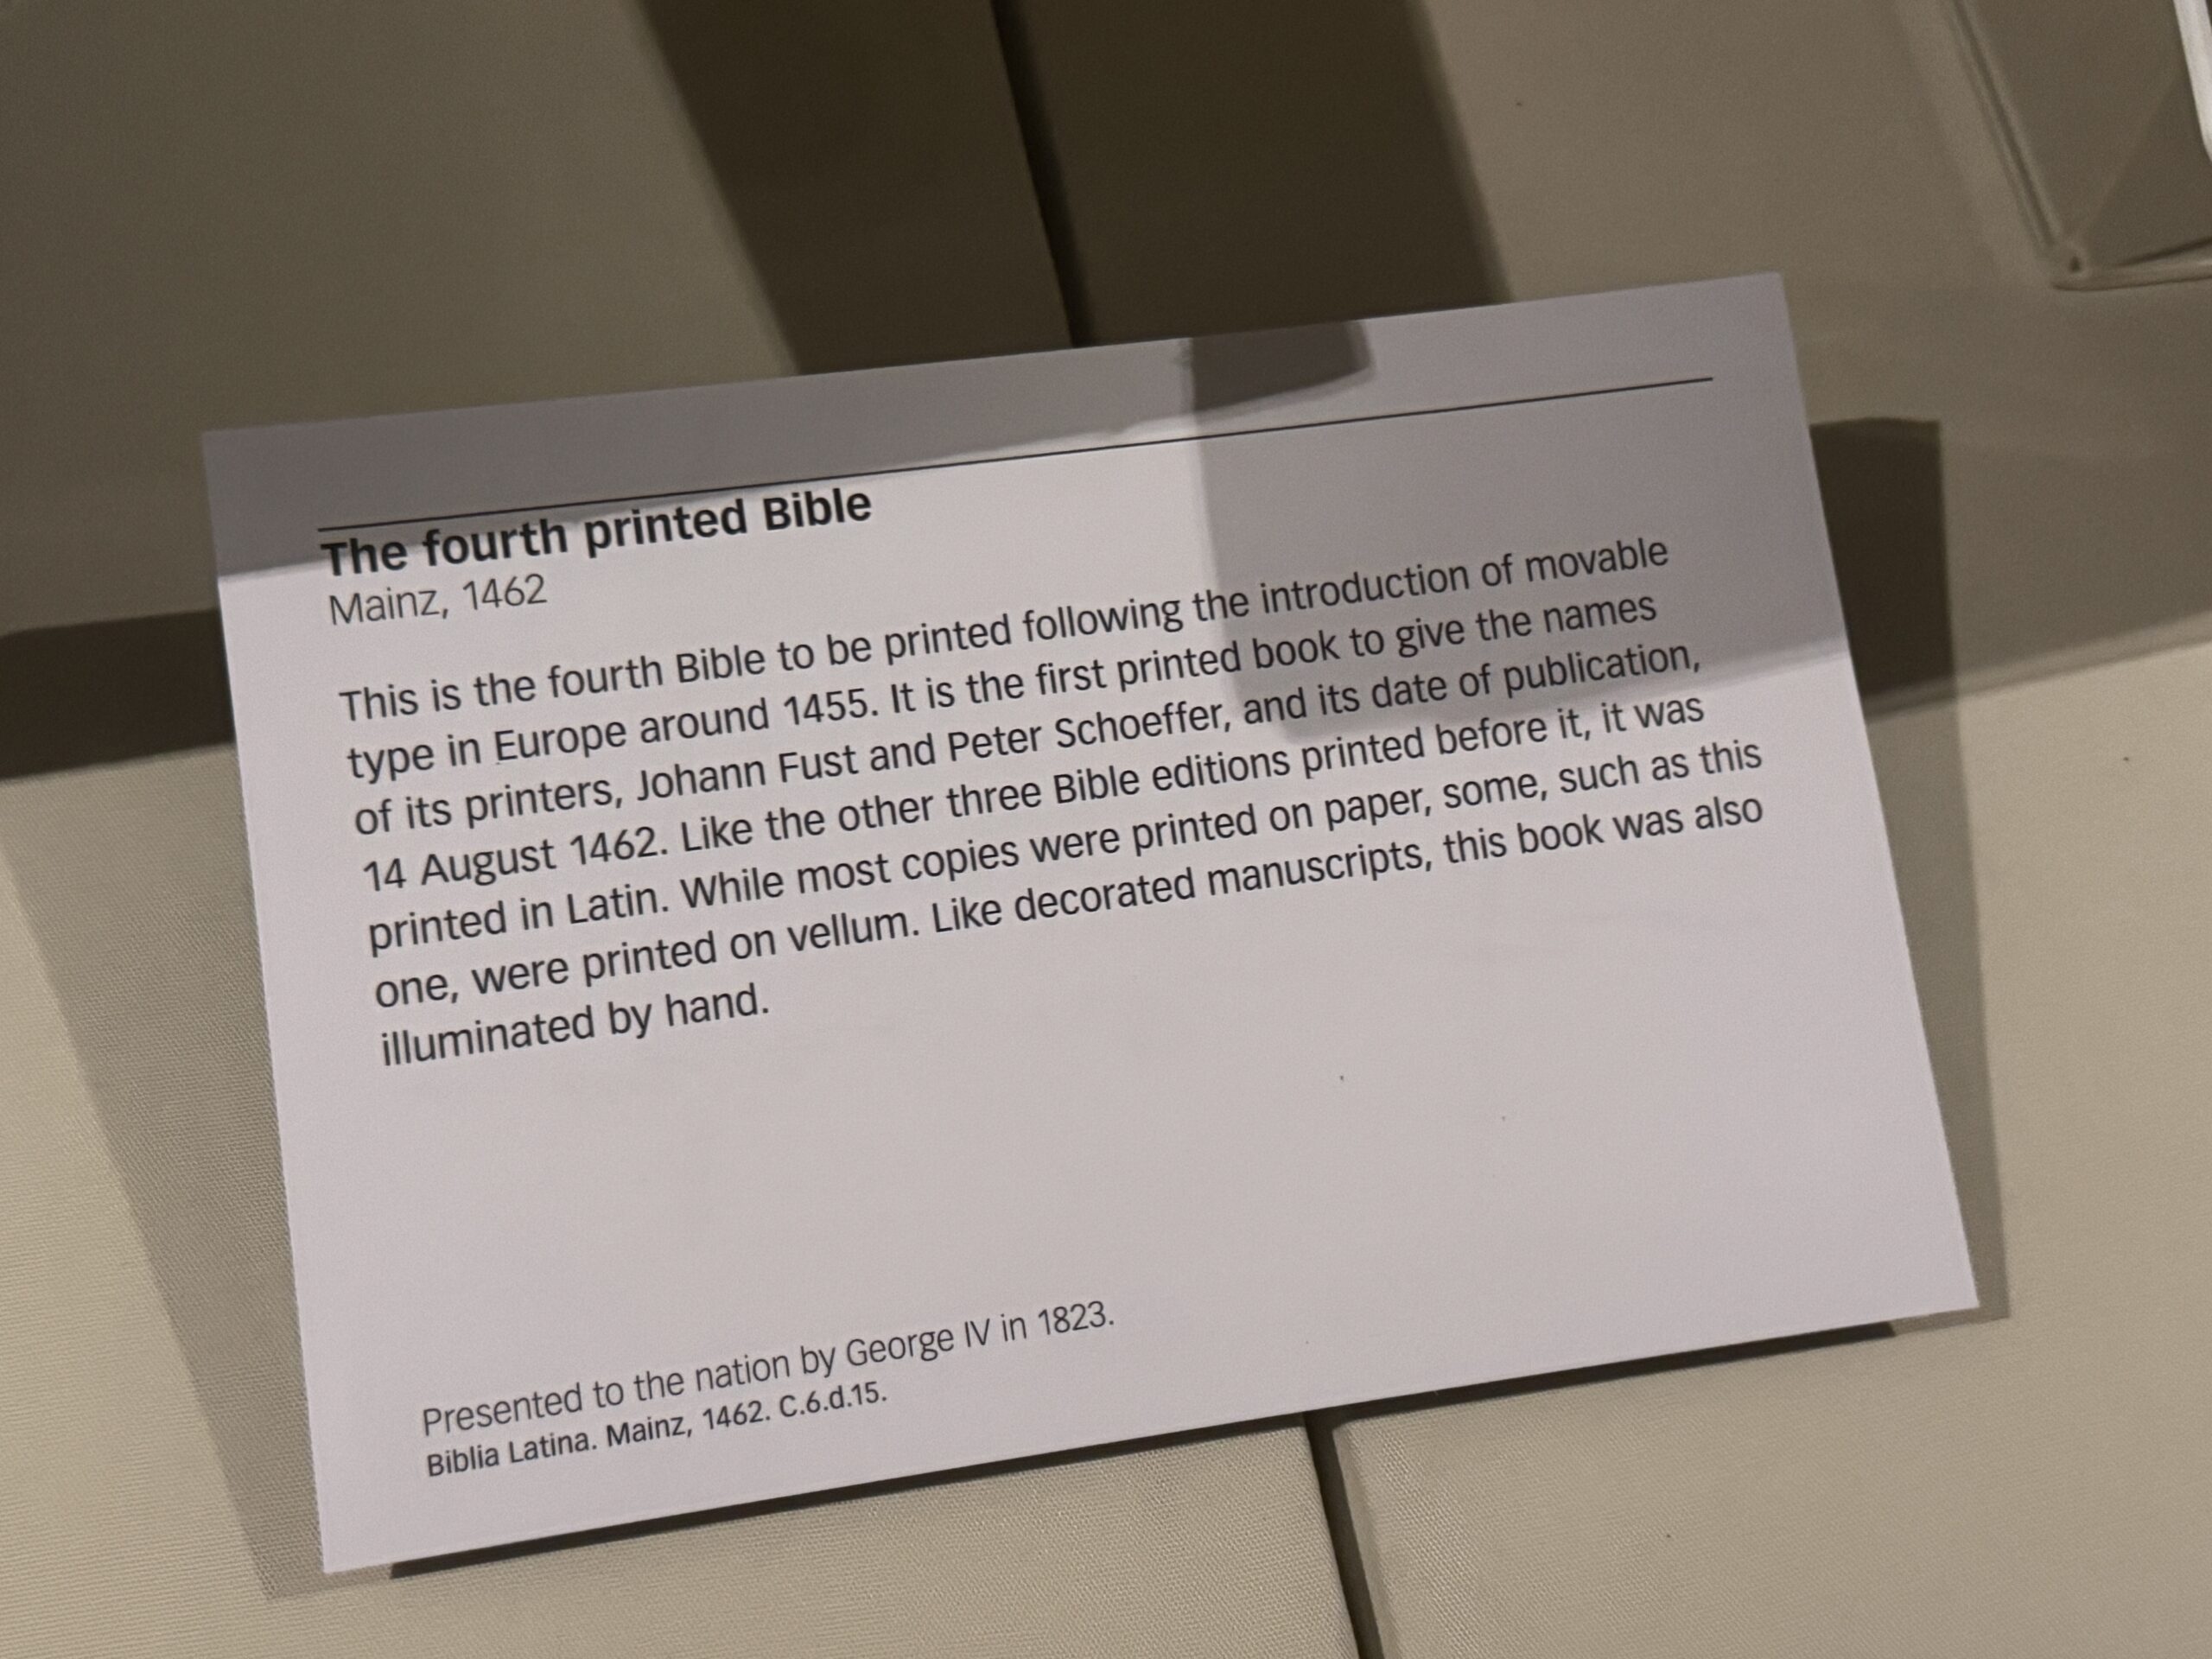 The fourth printed Bible
Mainz, 1462
This is the fourth Bible to be printed following the introduction of movable
type in Europe around 1455. It is the first printed book to give the names
of its printers, Johann Fust and Peter Schoeffer, and its date of publication,
14 August 1462. Like the other three Bible editions printed before it, it was
printed in Latin. While most copies were printed on paper, some, such as this
one, were printed on vellum. Like decorated manuscripts, this book was also
illuminated by hand.
Presented to the nation by George IV in 1823.
Biblia Latina. Mainz, 1462. C.6.d.15.